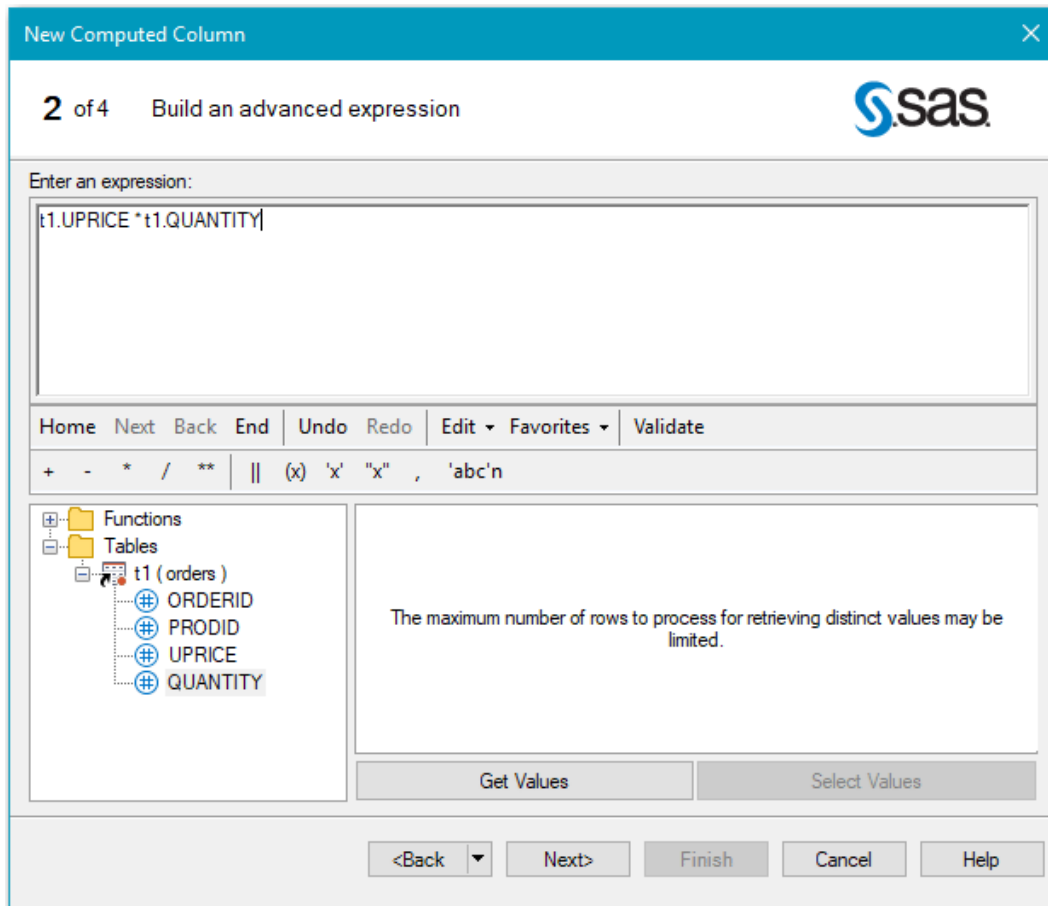 New Computed Column
2 of 4 Build an advanced expression
sas
Enter an expression:
t1.UPRICE * t1.QUANTITY
Home Next Back End Undo Redo Edit Favorites Validate
+ - * / ** || (x) 'x' "x" , 'abc'n
Functions
Tables
t1 ( orders )
ORDERID
PRODID
UPRICE
QUANTITY
The maximum number of rows to process for retrieving distinct values may be
limited.
Get Values Select Values
<Back Next> Finish Cancel Help